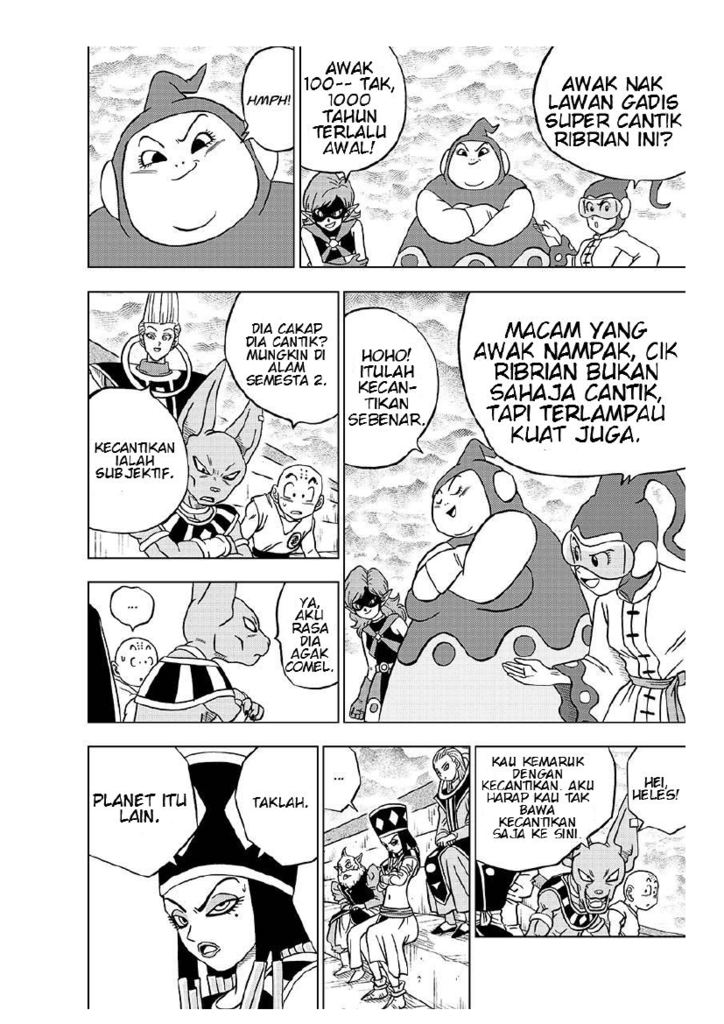 AWAK NAK
LAWAN GADIS
SUPER CANTIK
RIBRIAN INI?
AWAK
100-- TAK,
1000
TAHUN
TERLALU
AWAL!
HMPH!
MACAM YANG
AWAK NAMPAK, CIK
RIBRIAN BUKAN
SAHAJA CANTIK,
TAPI TERLAMPAU
KUAT JUGA.
HOHO!
ITULAH
KECAN-
TIKAN
SEBENAR.
DIA CAKAP
DIA CANTIK?
MUNGKIN DI
ALAM
SEMESTA 2.
KECANTIKAN
IALAH
SUBJEKTIF.
YA,
AKU
RASA
DIA
AGAK
COMEL.
...
HEI,
HELES!
KAU KEMARUK
DENGAN
KECANTIKAN. AKU
HARAP KAU TAK
BAWA
KECANTIKAN
SAJA KE SINI.
...
TAKLAH.
PLANET ITU
LAIN.